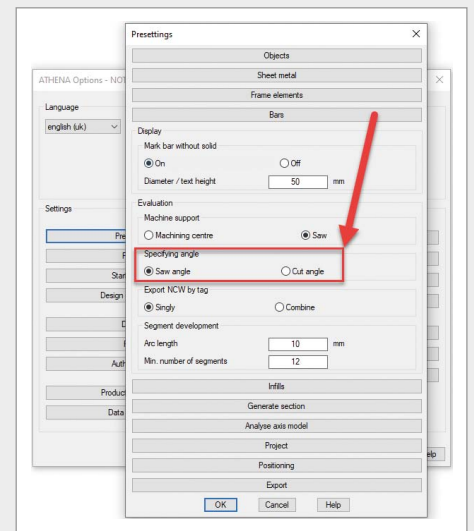 Presettings
Objects
Sheet metal
Frame elements
Bars
Display
Mark bar without solid
On Off
Diameter / text height 50 mm
Evaluation
Machine support
Machining centre Saw
Specifying angle
Saw angle Cut angle
Export NCW by tag
Singly Combine
Segment development
Arc length 10 mm
Min. number of segments 12
Infills
Generate section
Analyse axis model
Project
Positioning
Export
OK Cancel Help
ATHENA Options - NOT
Language
english (uk)
Settings
Pre
Star
Design
Auth
Product
Data
elp